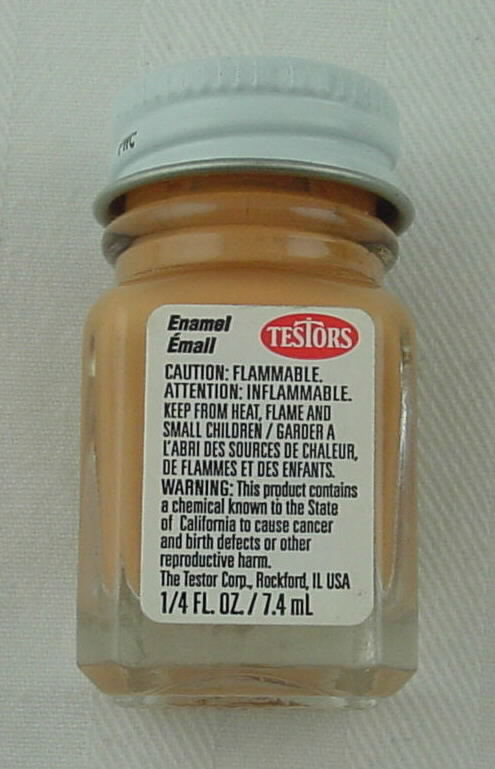 Enamel
Émail
TESTORS
CAUTION: FLAMMABLE.
ATTENTION: INFLAMMABLE.
KEEP FROM HEAT, FLAME AND
SMALL CHILDREN / GARDER A
L'ABRI DES SOURCES DE CHALEUR,
DE FLAMMES ET DES ENFANTS.
WARNING: This product contains
a chemical known to the State
of California to cause cancer
and birth defects or other
reproductive harm.
The Testor Corp., Rockford, IL USA
1/4 FL. OZ. / 7.4 mL